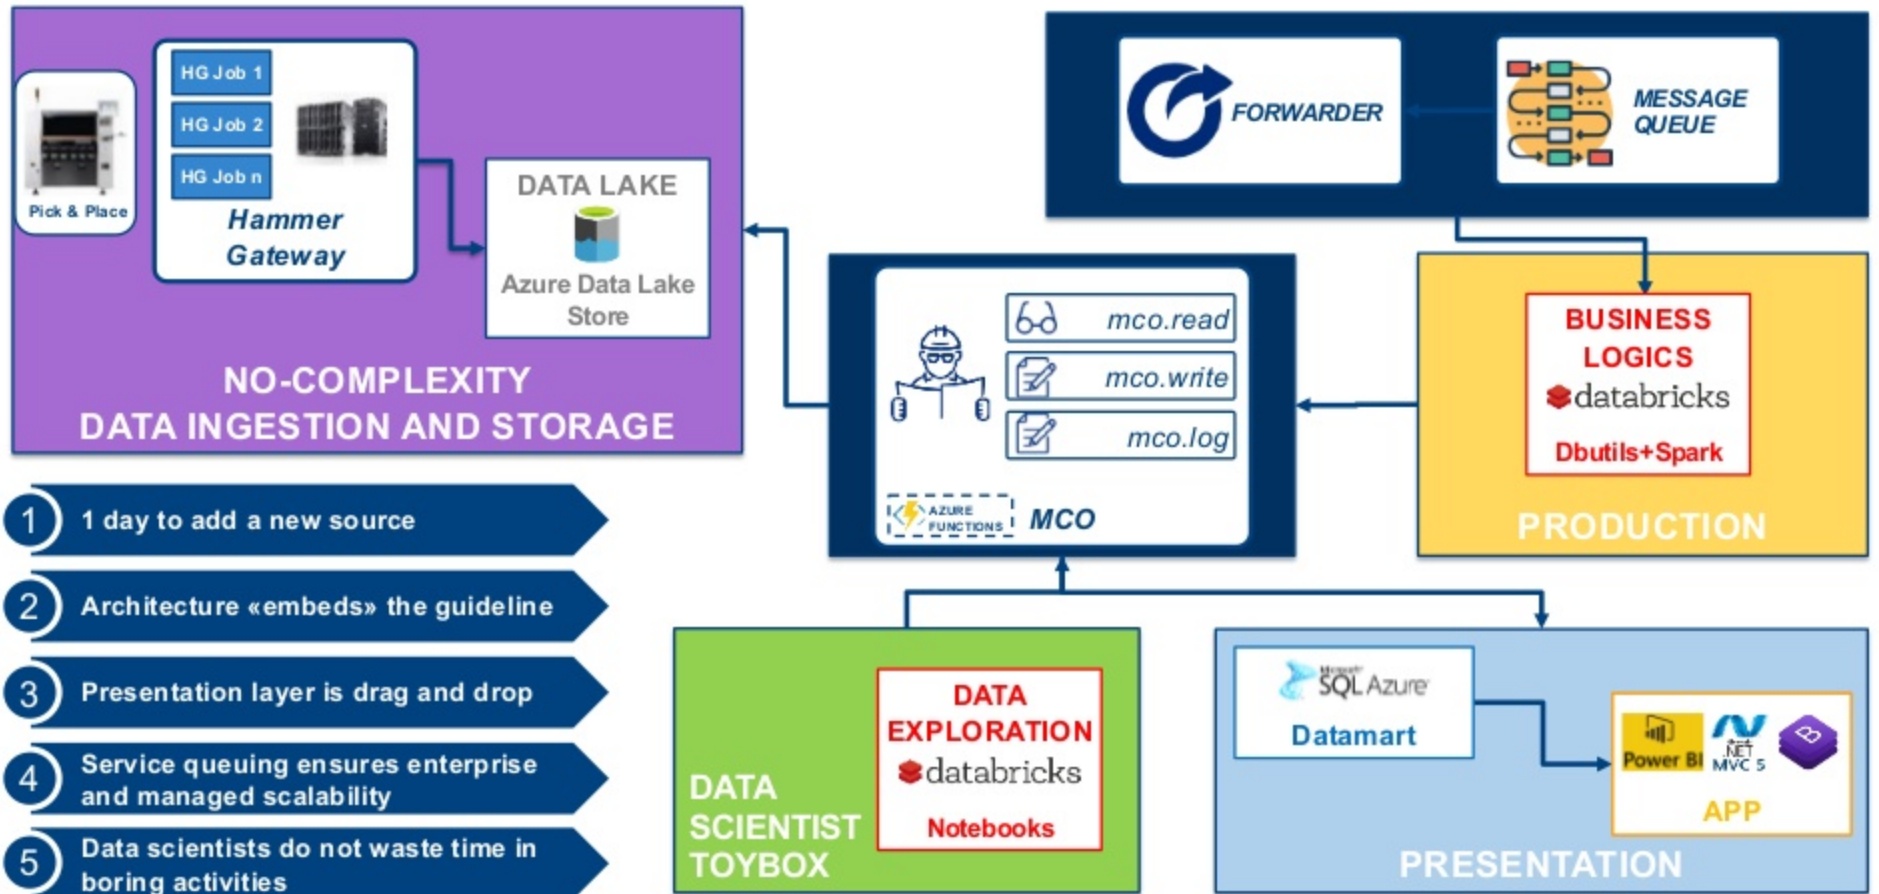 HG Job 1
HG Job 2
HG Job n
Pick & Place
Hammer
Gateway
DATA LAKE
Azure Data Lake
Store
NO-COMPLEXITY
DATA INGESTION AND STORAGE
FORWARDER
MESSAGE
QUEUE
mco.read
mco.write
mco.log
AZURE
FUNCTIONS
MCO
BUSINESS
LOGICS
databricks
Dbutils+Spark
PRODUCTION
1
1 day to add a new source
2
Architecture «embeds» the guideline
3
Presentation layer is drag and drop
4
Service queuing ensures enterprise
and managed scalability
5
Data scientists do not waste time in
boring activities
DATA
SCIENTIST
TOYBOX
DATA
EXPLORATION
databricks
Notebooks
Microsoft
SQL Azure
Datamart
Power BI
.NET
MVC 5
B
APP
PRESENTATION